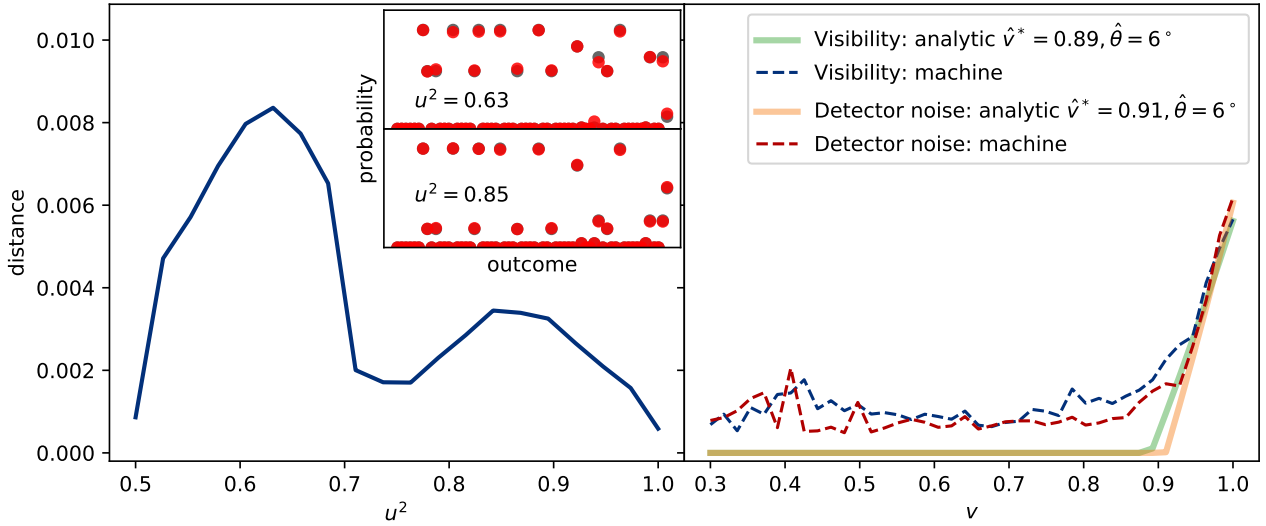 distance
0.010
0.008
0.006
0.004
0.002
0.000
0.5 0.6 0.7 0.8 0.9 1.0
u²
probability
u² = 0.63
u² = 0.85
outcome
Visibility: analytic v̂* = 0.89, θ̂ = 6°
Visibility: machine
Detector noise: analytic v̂* = 0.91, θ̂ = 6°
Detector noise: machine
0.3 0.4 0.5 0.6 0.7 0.8 0.9 1.0
v